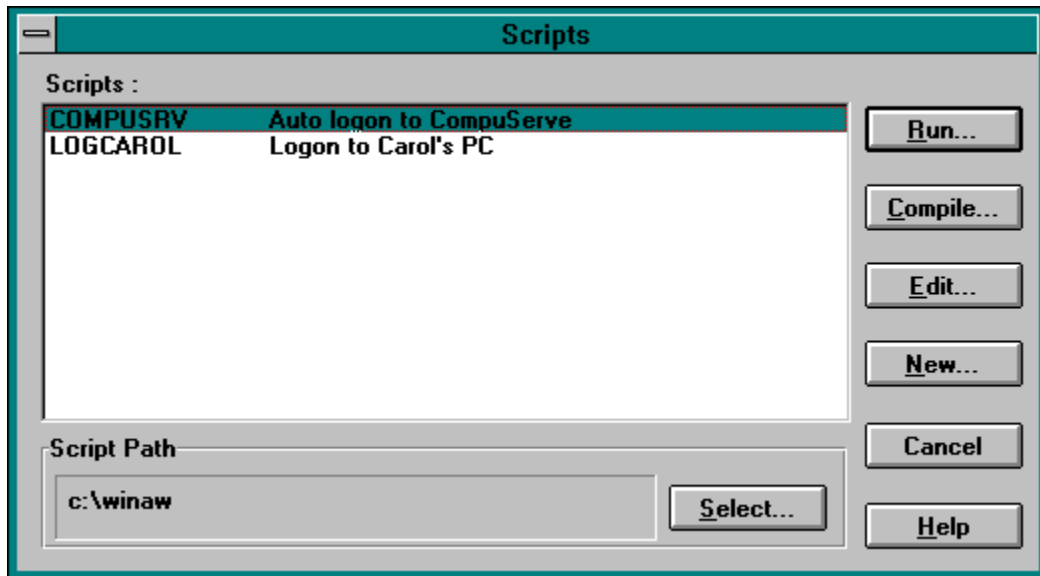 Scripts
Scripts :
COMPUSRV Auto logon to CompuServe
LOGCAROL Logon to Carol's PC
Run...
Compile...
Edit...
New...
Cancel
Help
Script Path
c:\winaw
Select...